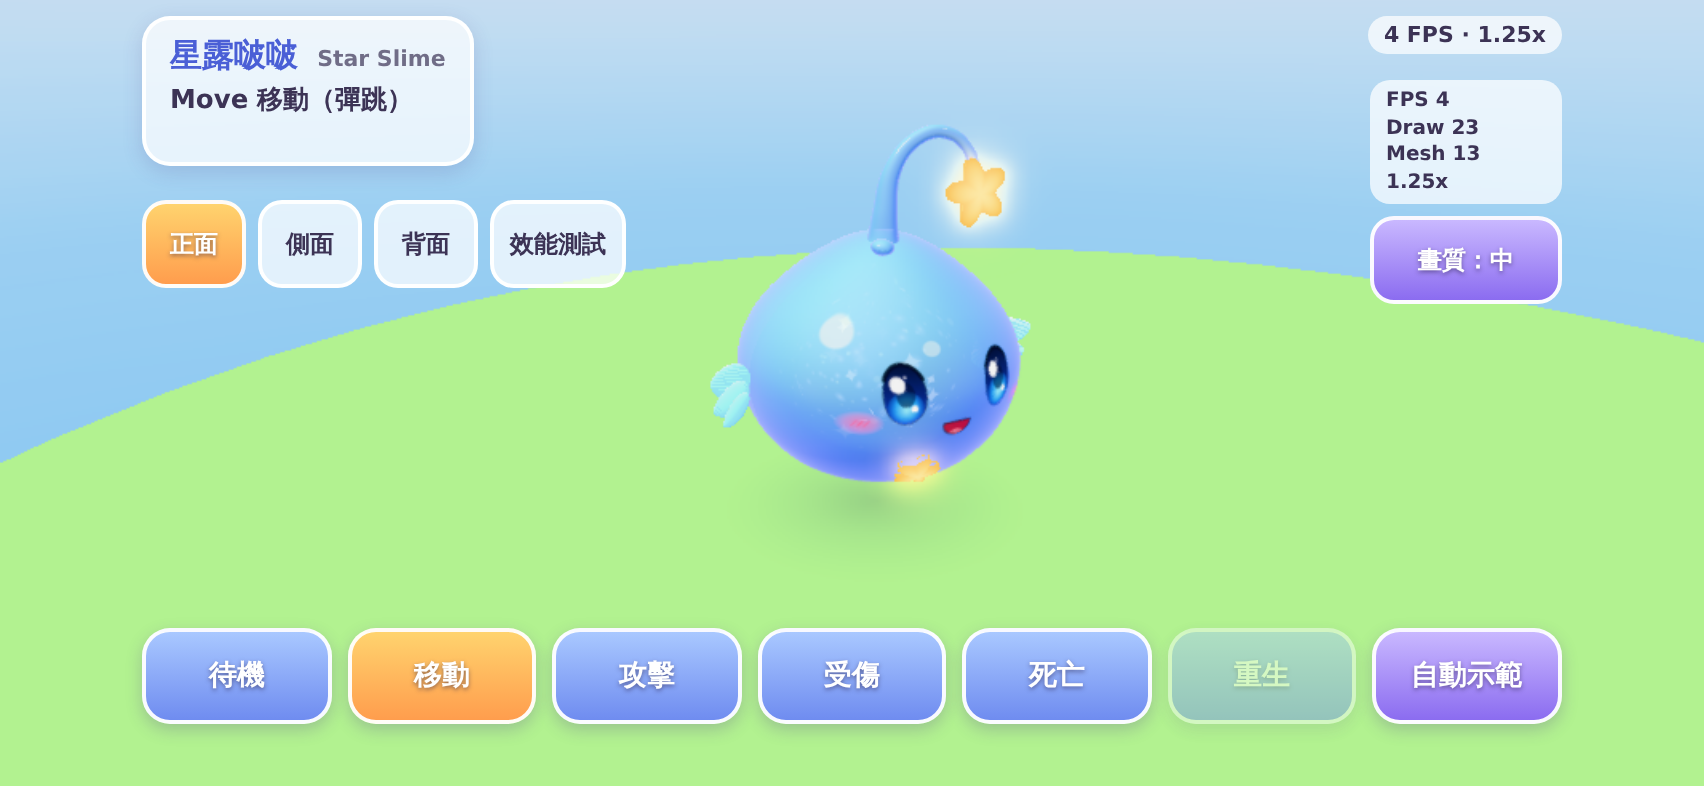 星露啵啵 Star Slime
Move 移動（彈跳）
4 FPS · 1.25x
FPS 4
Draw 23
Mesh 13
1.25x
正面 側面 背面 效能測試
畫質：中
待機 移動 攻擊 受傷 死亡 重生 自動示範